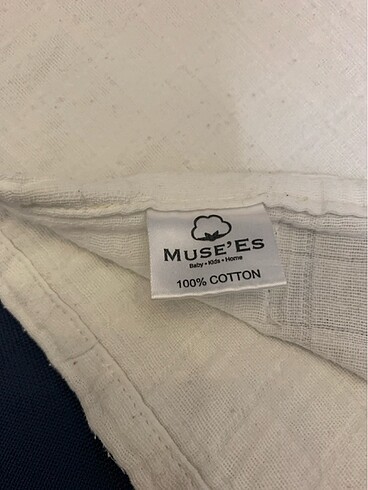 MUSE'ES
Baby • Kids • Home
100% COTTON